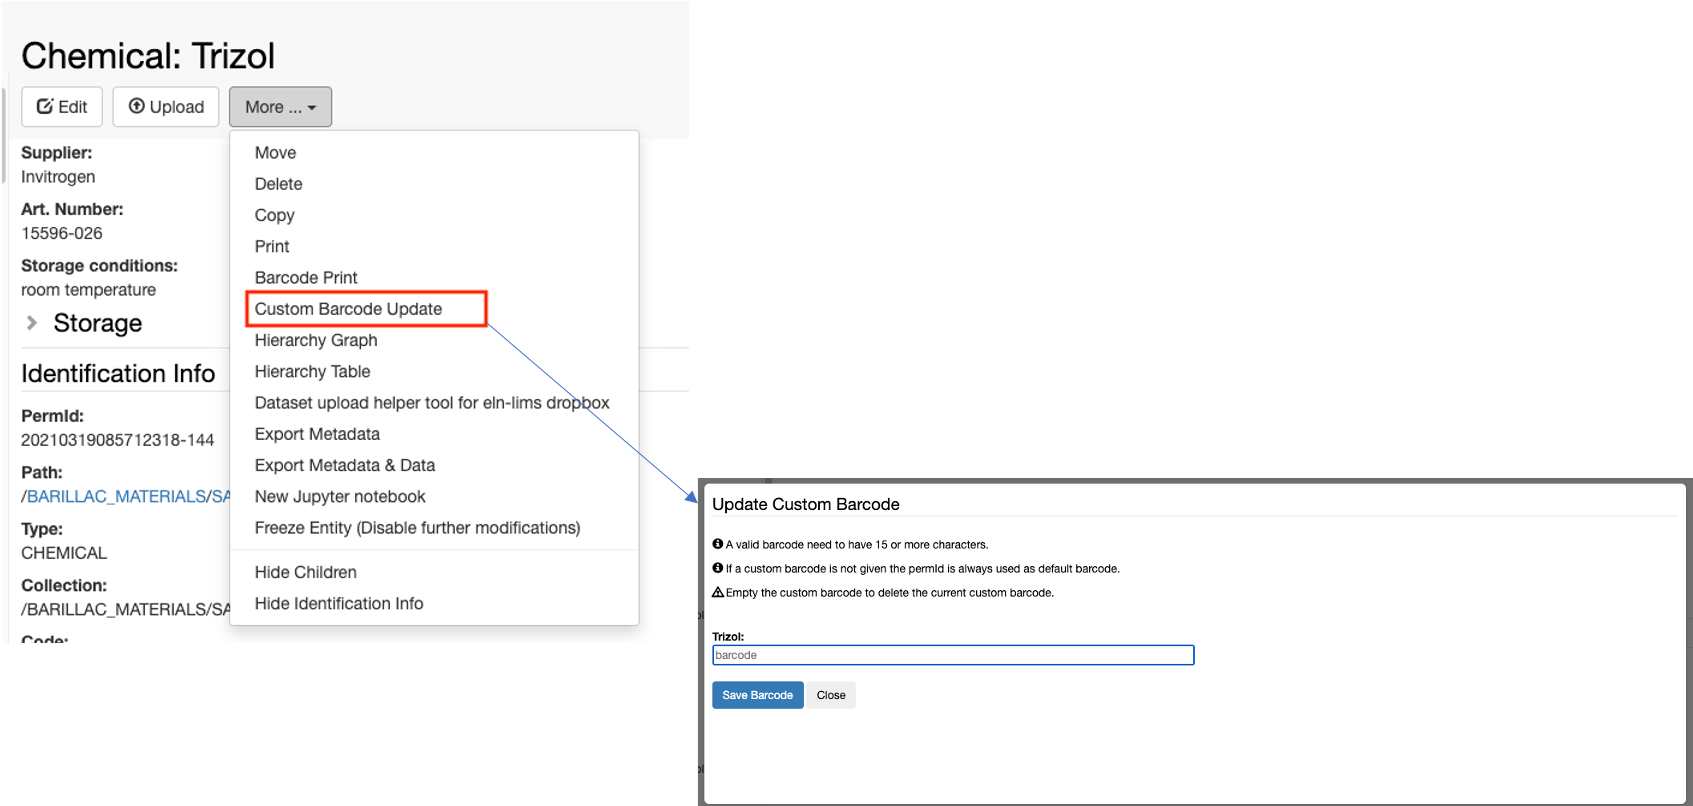 Chemical: Trizol
Edit
Upload
More ...
Supplier:
Invitrogen
Art. Number:
15596-026
Storage conditions:
room temperature
Storage
Identification Info
PermId:
20210319085712318-144
Path:
/BARILLAC_MATERIALS/SA
Type:
CHEMICAL
Collection:
/BARILLAC_MATERIALS/SA
Code:
Move
Delete
Copy
Print
Barcode Print
Custom Barcode Update
Hierarchy Graph
Hierarchy Table
Dataset upload helper tool for eln-lims dropbox
Export Metadata
Export Metadata & Data
New Jupyter notebook
Freeze Entity (Disable further modifications)
Hide Children
Hide Identification Info
Update Custom Barcode
A valid barcode need to have 15 or more characters.
If a custom barcode is not given the permId is always used as default barcode.
Empty the custom barcode to delete the current custom barcode.
Trizol:
barcode
Save Barcode
Close